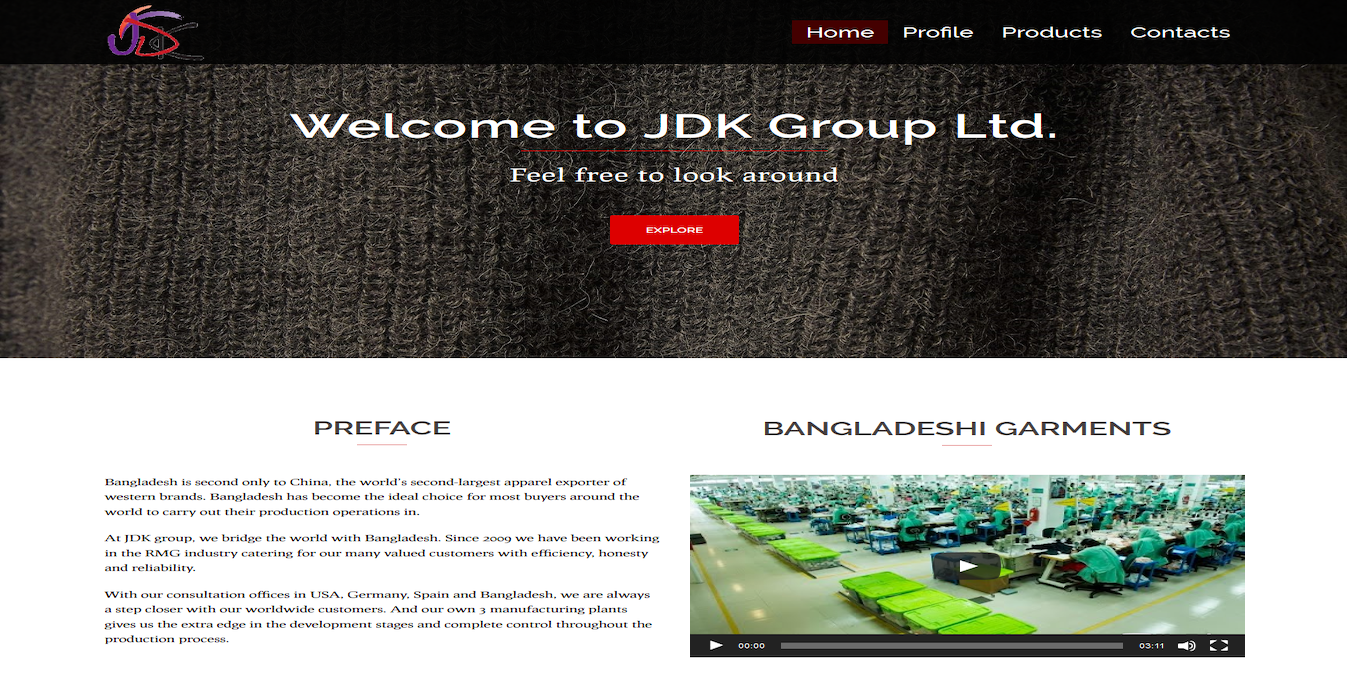 JDK
Home
Profile
Products
Contacts
Welcome to JDK Group Ltd.
Feel free to look around
EXPLORE
PREFACE
Bangladesh is second only to China, the world's second-largest apparel exporter of
western brands. Bangladesh has become the ideal choice for most buyers around the
world to carry out their production operations in.
At JDK group, we bridge the world with Bangladesh. Since 2009 we have been working
in the RMG industry catering for our many valued customers with efficiency, honesty
and reliability.
With our consultation offices in USA, Germany, Spain and Bangladesh, we are always
a step closer with our worldwide customers. And our own 3 manufacturing plants
gives us the extra edge in the development stages and complete control throughout the
production process.
BANGLADESHI GARMENTS
00:00
03:11